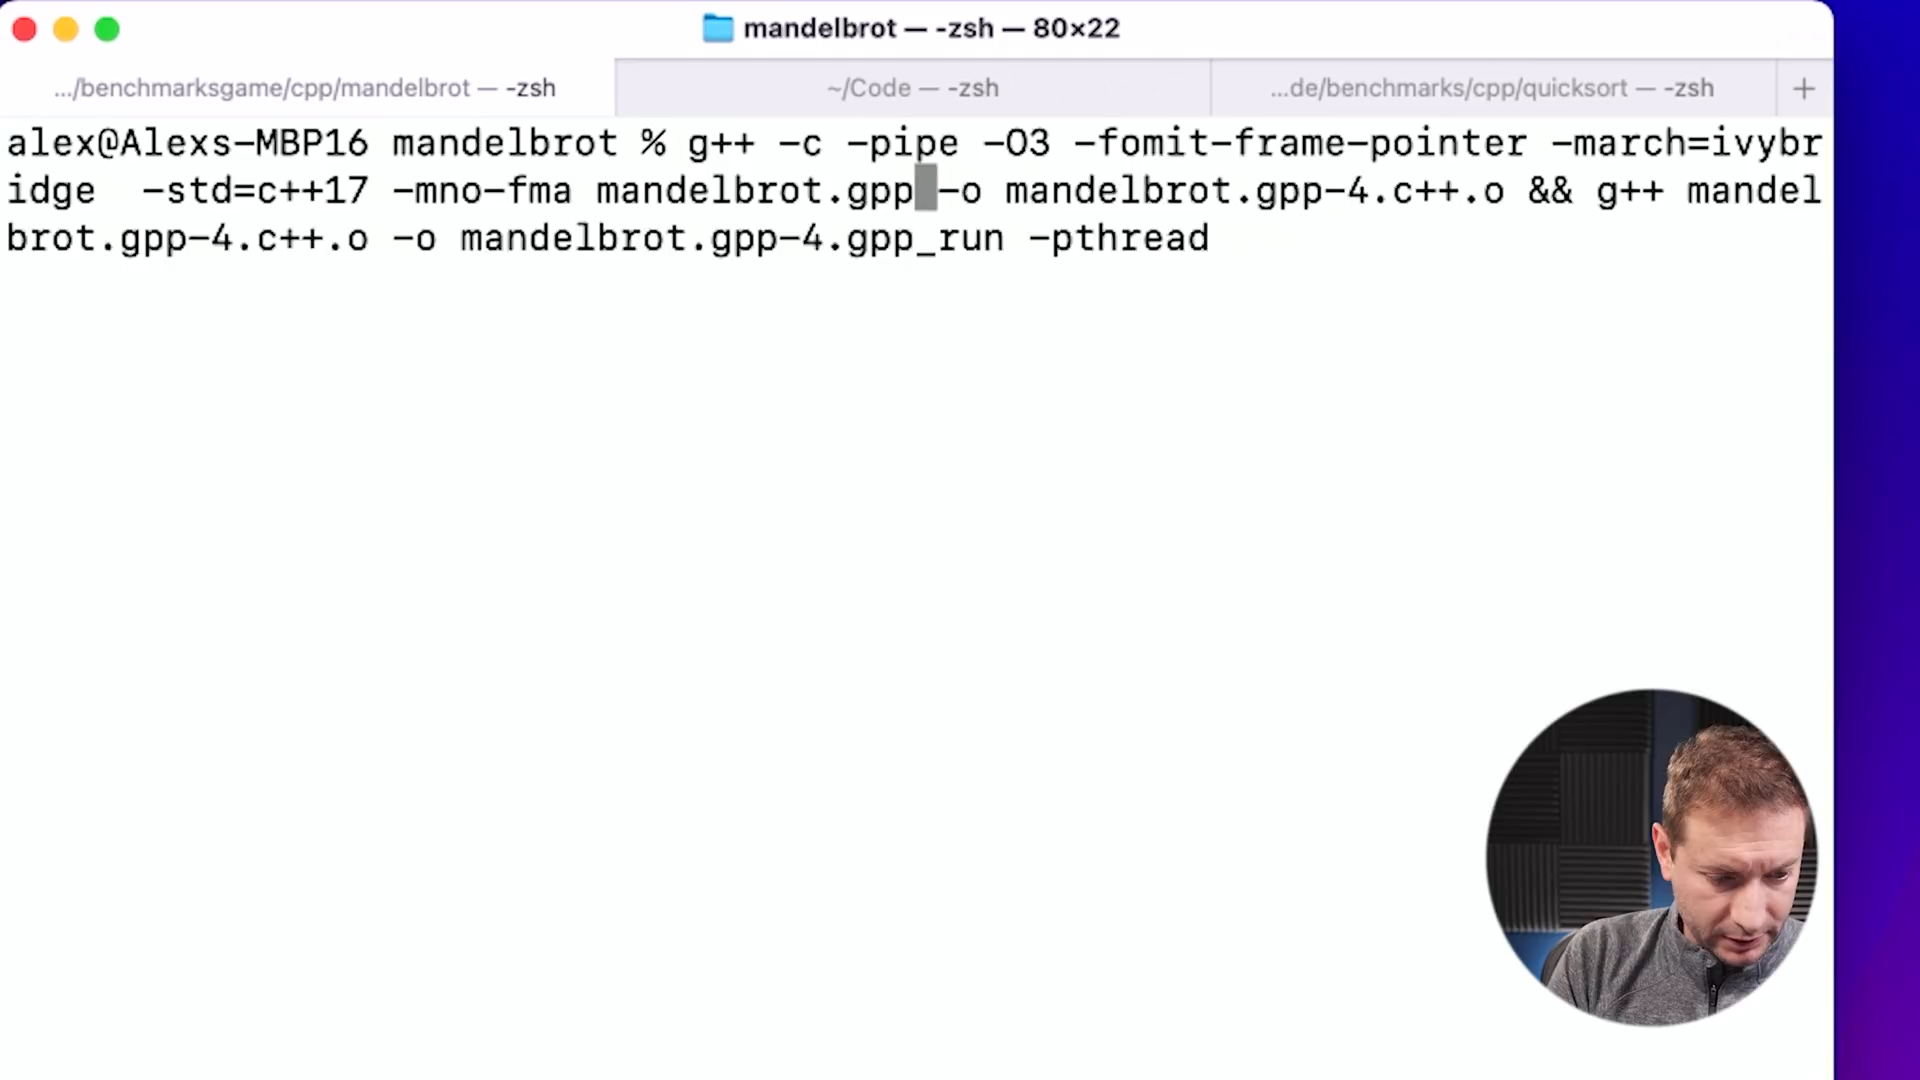 mandelbrot — -zsh — 80×22
.../benchmarksgame/cpp/mandelbrot — -zsh
~/Code — -zsh
...de/benchmarks/cpp/quicksort — -zsh
+
alex@Alexs-MBP16 mandelbrot % g++ -c -pipe -O3 -fomit-frame-pointer -march=ivybr
idge  -std=c++17 -mno-fma mandelbrot.gpp -o mandelbrot.gpp-4.c++.o && g++ mandel
brot.gpp-4.c++.o -o mandelbrot.gpp-4.gpp_run -pthread